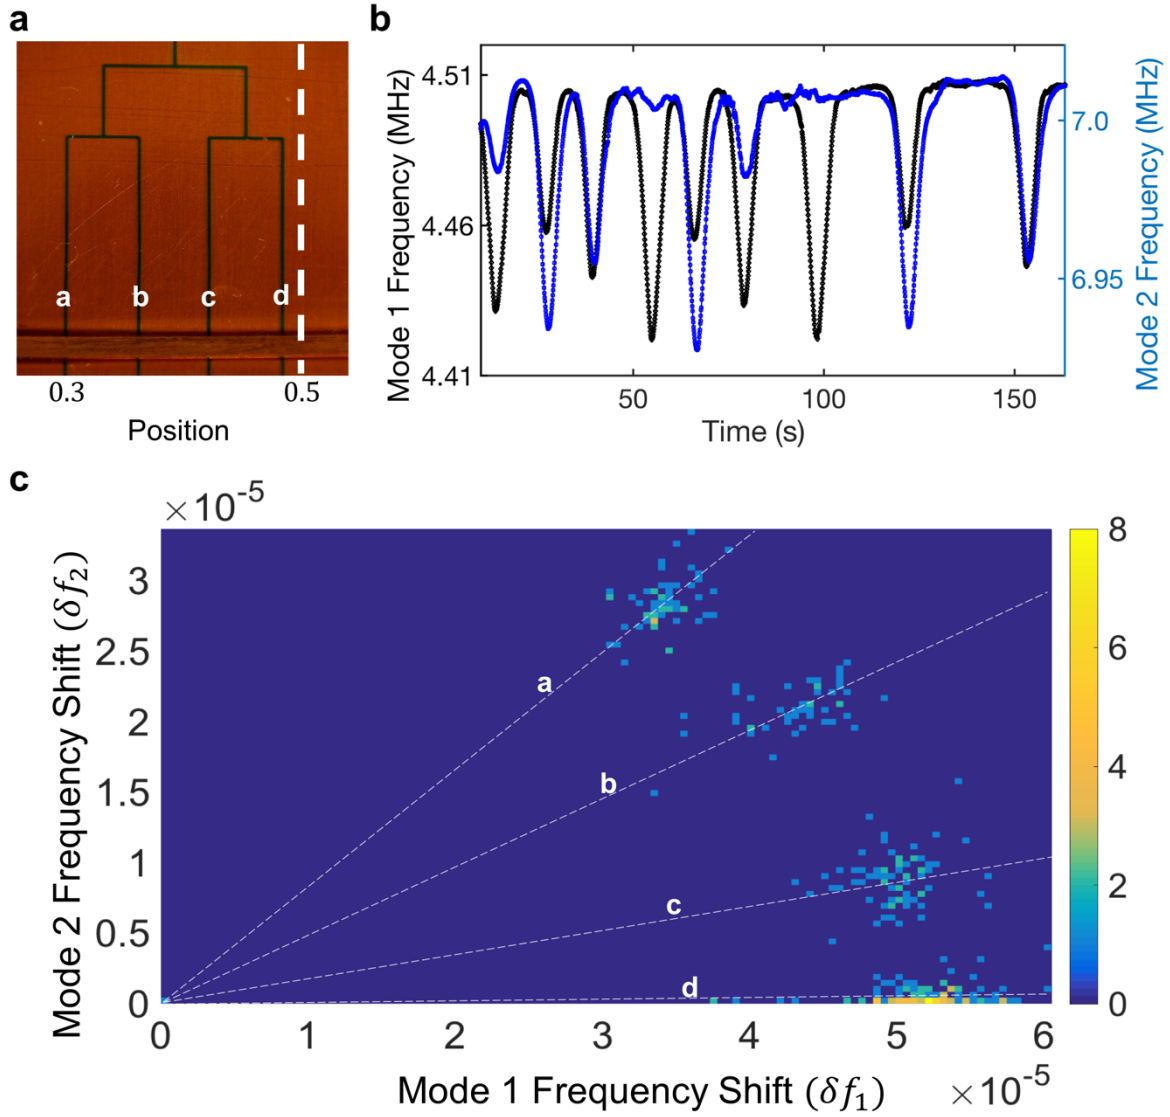 a
a b c d
0.3 0.5
Position
b
Mode 1 Frequency (MHz)
4.51
4.46
4.41
50 100 150
Time (s)
7.0
6.95
Mode 2 Frequency (MHz)
c
×10⁻⁵
Mode 2 Frequency Shift (δf₂)
3
2.5
2
1.5
1
0.5
0
a
b
c
d
0 1 2 3 4 5 6
Mode 1 Frequency Shift (δf₁) ×10⁻⁵
8
6
4
2
0